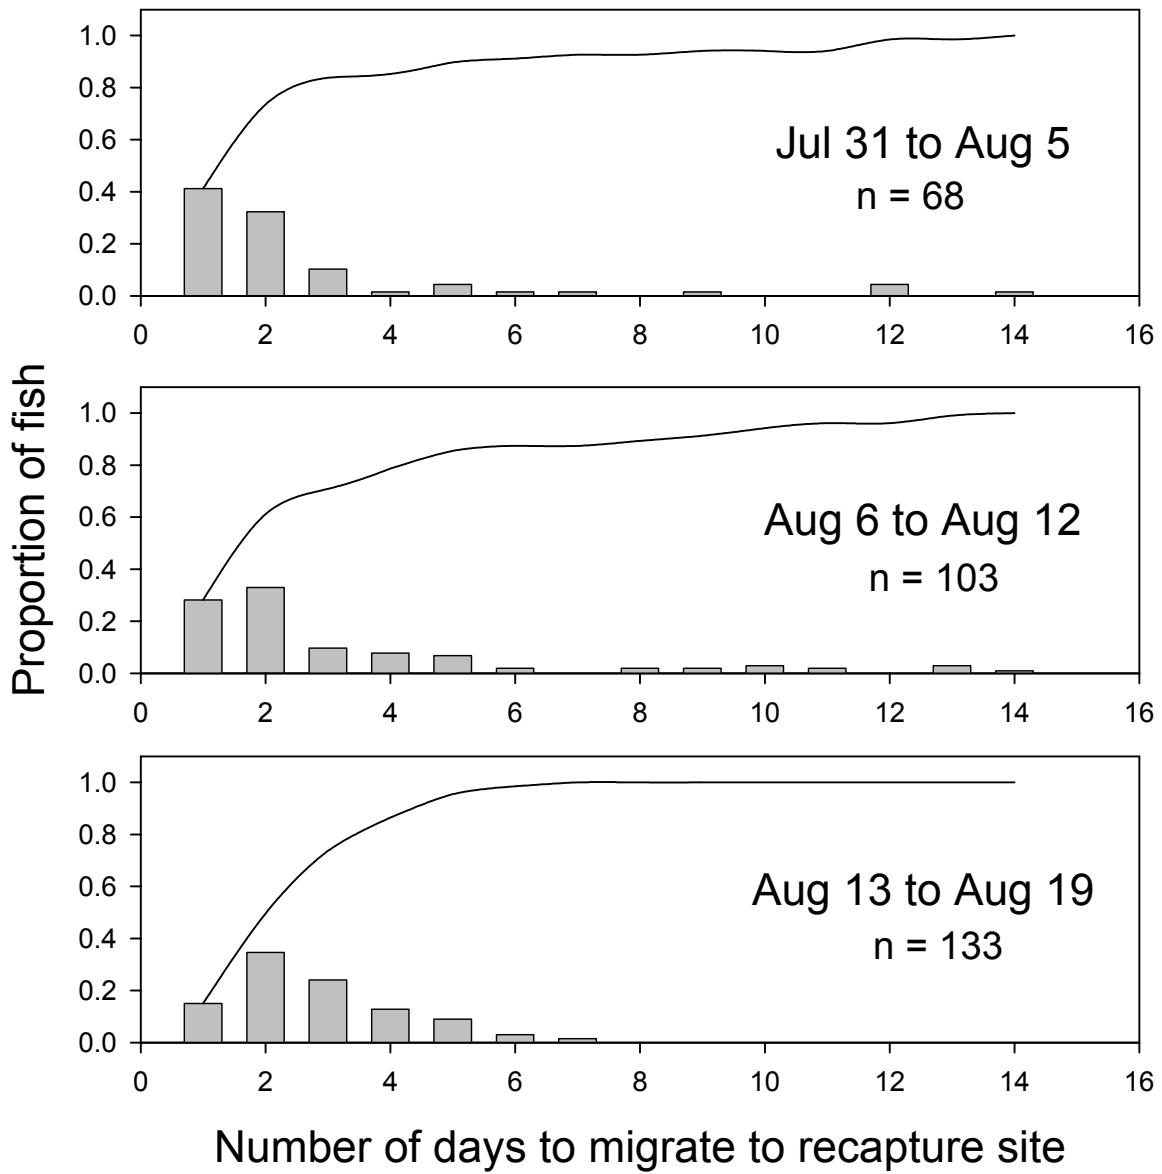 Proportion of fish
1.0
0.8
0.6
0.4
0.2
0.0
Jul 31 to Aug 5
n = 68
0 2 4 6 8 10 12 14 16
1.0
0.8
0.6
0.4
0.2
0.0
Aug 6 to Aug 12
n = 103
0 2 4 6 8 10 12 14 16
1.0
0.8
0.6
0.4
0.2
0.0
Aug 13 to Aug 19
n = 133
0 2 4 6 8 10 12 14 16
Number of days to migrate to recapture site